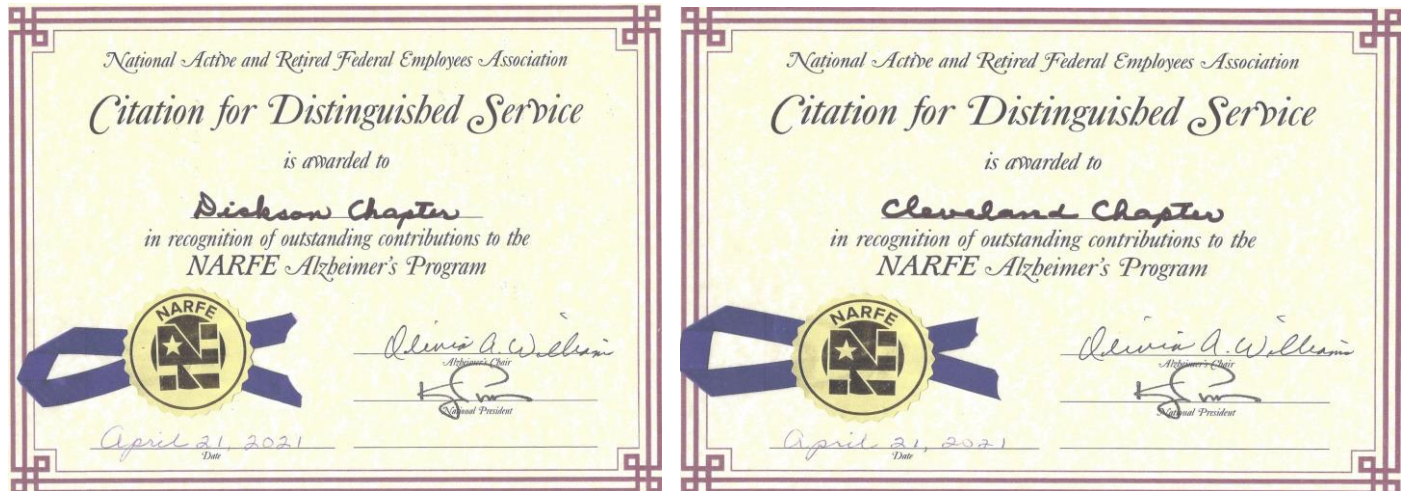 National Active and Retired Federal Employees Association
Citation for Distinguished Service
is awarded to
Dickson Chapter
in recognition of outstanding contributions to the
NARFE Alzheimer's Program
NARFE
Olivia A. William
Alzheimer's Chair
National President
April 21, 2021
Date
National Active and Retired Federal Employees Association
Citation for Distinguished Service
is awarded to
Cleveland Chapter
in recognition of outstanding contributions to the
NARFE Alzheimer's Program
NARFE
Olivia A. Williams
Alzheimer's Chair
National President
April 21, 2021
Date